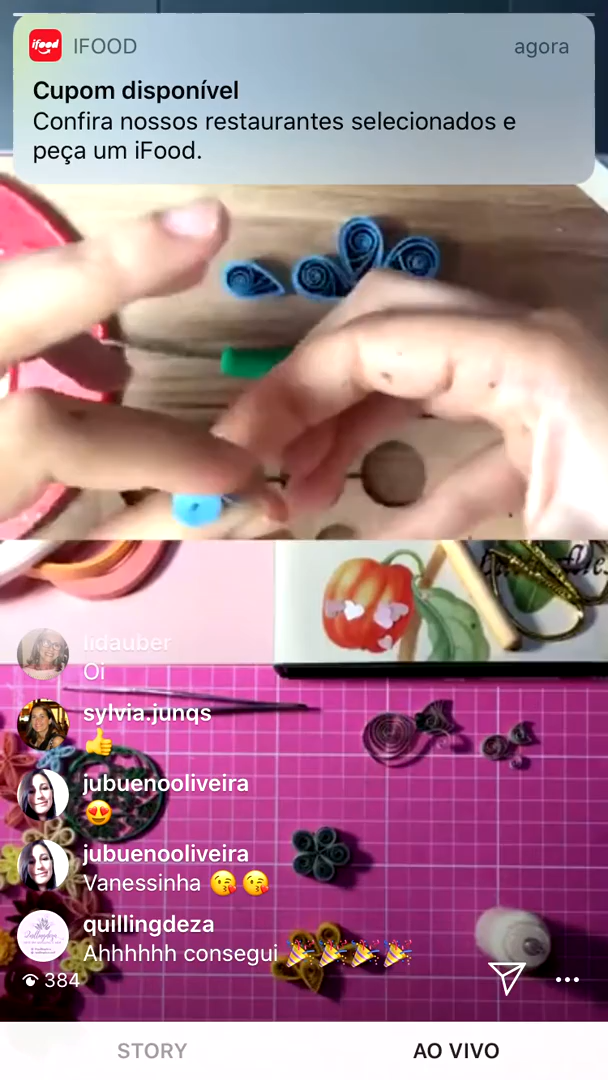 ifood
IFOOD
agora
Cupom disponível
Confira nossos restaurantes selecionados e
peça um iFood.
lidauber
Oi
sylvia.junqs
👍
jubuenooliveira
😍
jubuenooliveira
Vanessinha 😘 😘
quillingdeza
Ahhhhhh consegui 🎉🎉🎉🎉
384
STORY
AO VIVO